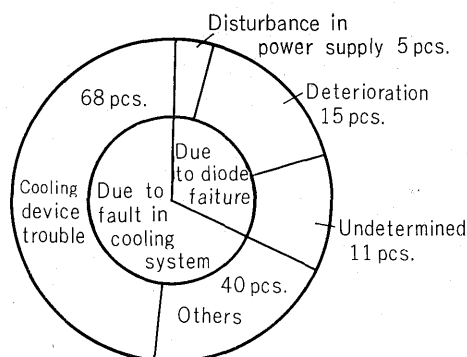 Disturbance in
power supply 5 pcs.
68 pcs.
Deterioration
15 pcs.
Due
to diode
faiture
Cooling
device
trouble
Due to
fault in
cooling
system
Undetermined
11 pcs.
40 pcs.
Others